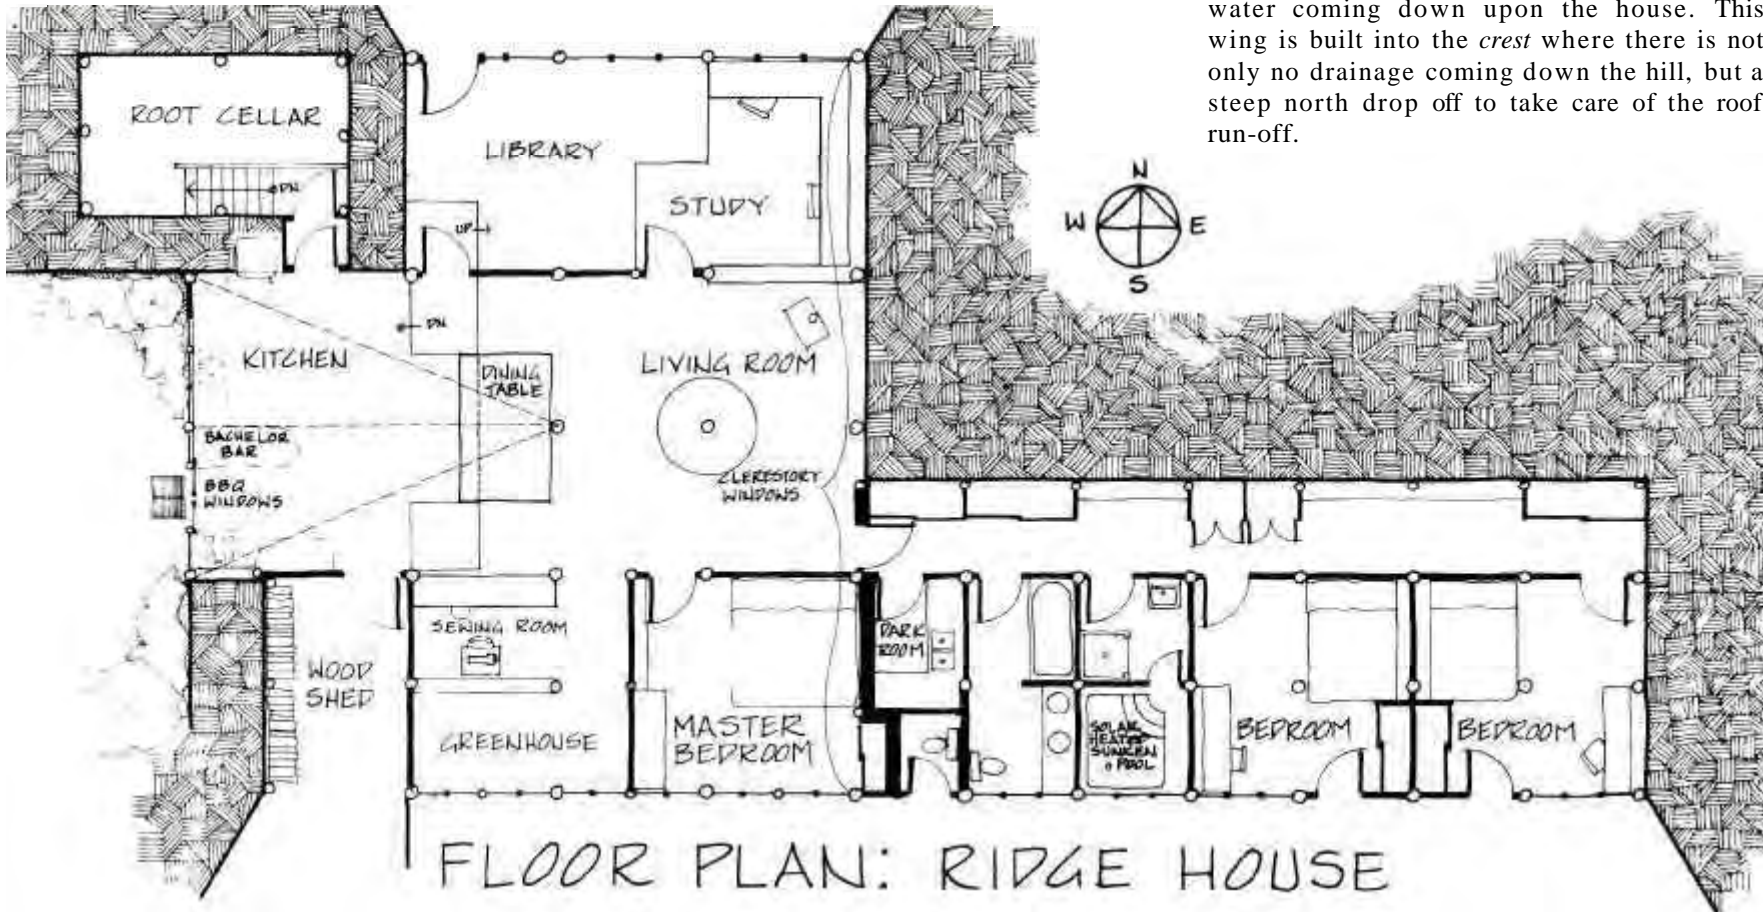 water coming down upon the house. This
wing is built into the crest where there is not
only no drainage coming down the hill, but a
steep north drop off to take care of the roof
run-off.
N
W E
S
ROOT CELLAR
DN
LIBRARY
STUDY
UP
DN
KITCHEN
DINING
TABLE
LIVING ROOM
BACHELOR
BAR
BBQ
WINDOWS
CLERESTORY
WINDOWS
SEWING ROOM
WOOD
SHED
GREENHOUSE
MASTER
BEDROOM
DARK
ROOM
SOLAR
HEATED
SUNKEN
POOL
BEDROOM
BEDROOM
FLOOR PLAN: RIDGE HOUSE